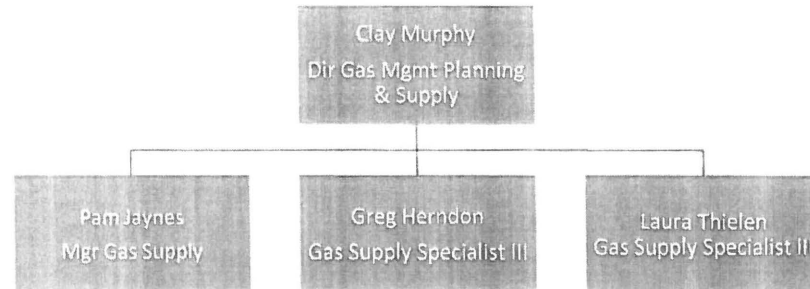 Clay Murphy
Dir Gas Mgmt Planning
& Supply
Pam Jaynes
Mgr Gas Supply
Greg Herndon
Gas Supply Specialist III
Laura Thielen
Gas Supply Specialist II